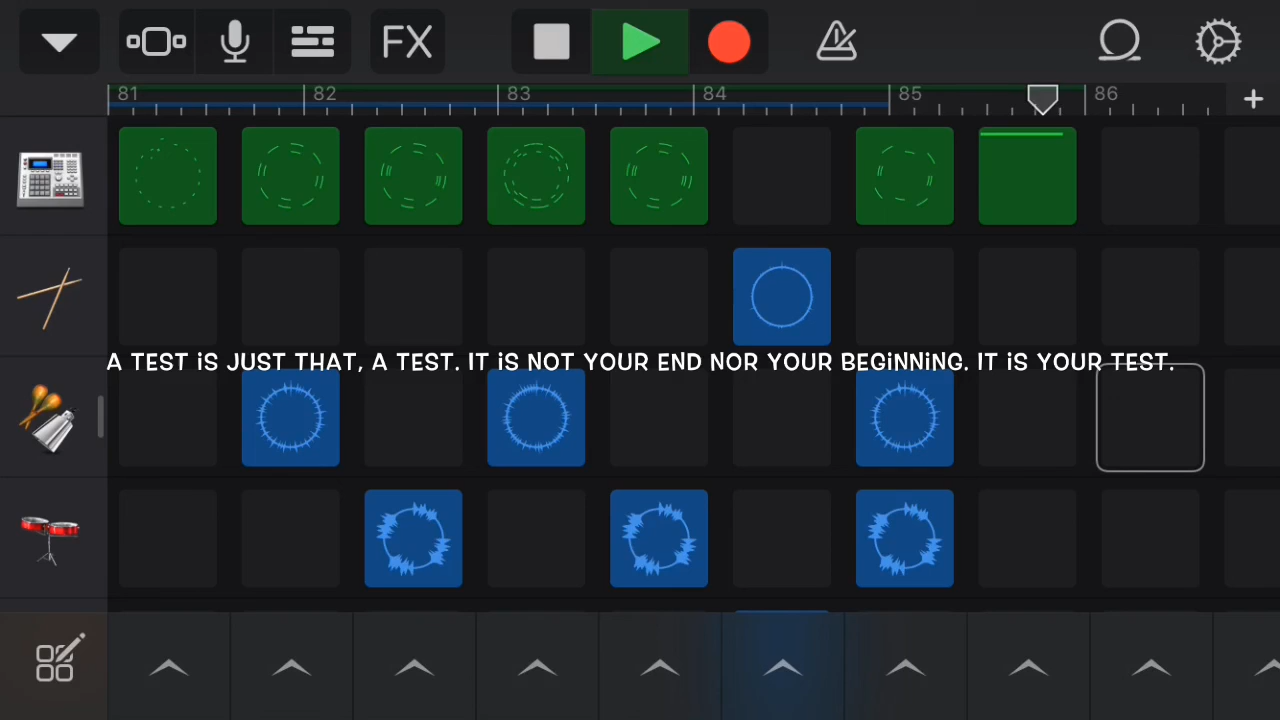 FX
81 82 83 84 85 86 +
A TEST IS JUST THAT, A TEST. IT IS NOT YOUR END NOR YOUR BEGINNING. IT IS YOUR TEST.